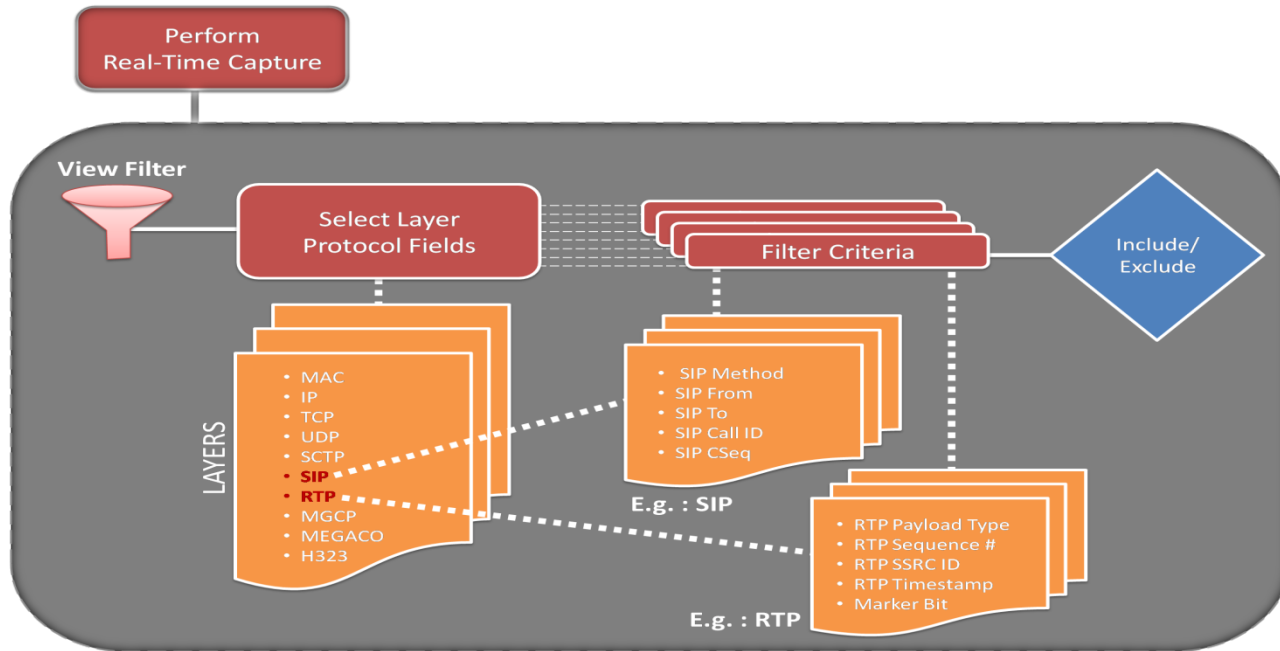 Perform
Real-Time Capture
View Filter
Select Layer
Protocol Fields
Filter Criteria
Include/
Exclude
LAYERS
• MAC
• IP
• TCP
• UDP
• SCTP
• SIP
• RTP
• MGCP
• MEGACO
• H323
• SIP Method
• SIP From
• SIP To
• SIP Call ID
• SIP CSeq
E.g. : SIP
• RTP Payload Type
• RTP Sequence #
• RTP SSRC ID
• RTP Timestamp
• Marker Bit
E.g. : RTP